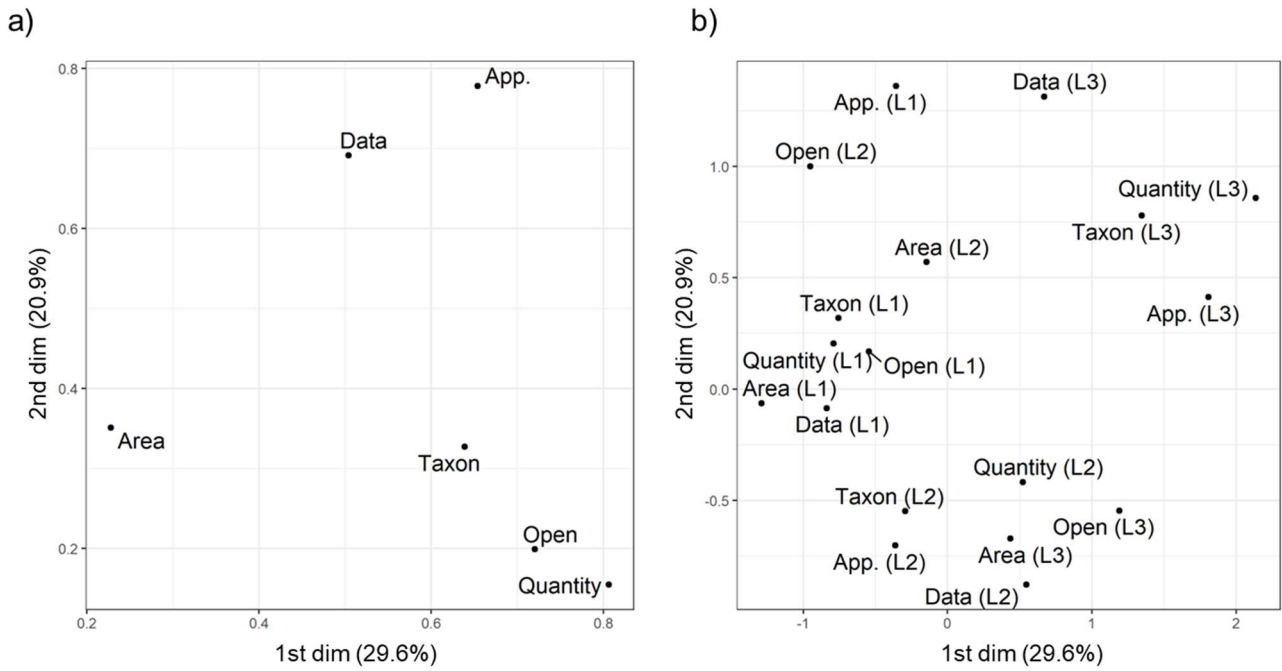 a)
0.8
0.6
0.4
0.2
2nd dim (20.9%)
App.
Data
Area
Taxon
Open
Quantity
0.2
0.4
0.6
0.8
1st dim (29.6%)
b)
1.0
0.5
0.0
-0.5
2nd dim (20.9%)
Data (L3)
App. (L1)
Open (L2)
Quantity (L3)
Taxon (L3)
Area (L2)
Taxon (L1)
App. (L3)
Quantity (L1)
Open (L1)
Area (L1)
Data (L1)
Quantity (L2)
Taxon (L2)
Open (L3)
Area (L3)
App. (L2)
Data (L2)
-1
0
1
2
1st dim (29.6%)